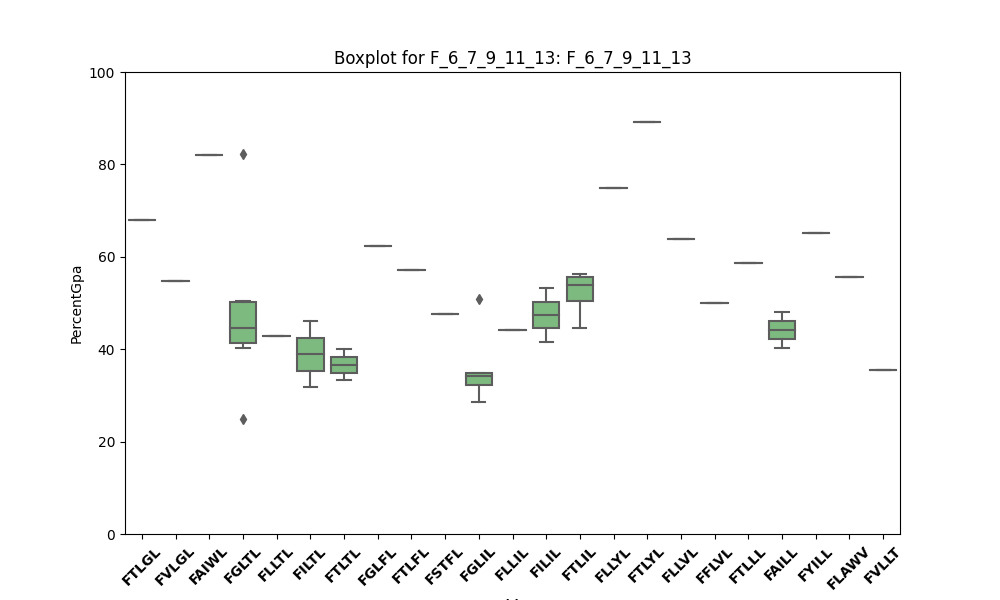 Boxplot for F_6_7_9_11_13: F_6_7_9_11_13
100
80
60
40
20
0
PercentGpa
FTLGL
FVLGL
FAIWL
FGLTL
FLLTL
FILTL
FTLTL
FGLFL
FTLFL
FSTFL
FGLIL
FLLIL
FILIL
FTLIL
FLLYL
FTLYL
FLLVL
FFLVL
FTLLL
FAILL
FYILL
FLAWV
FVLLT